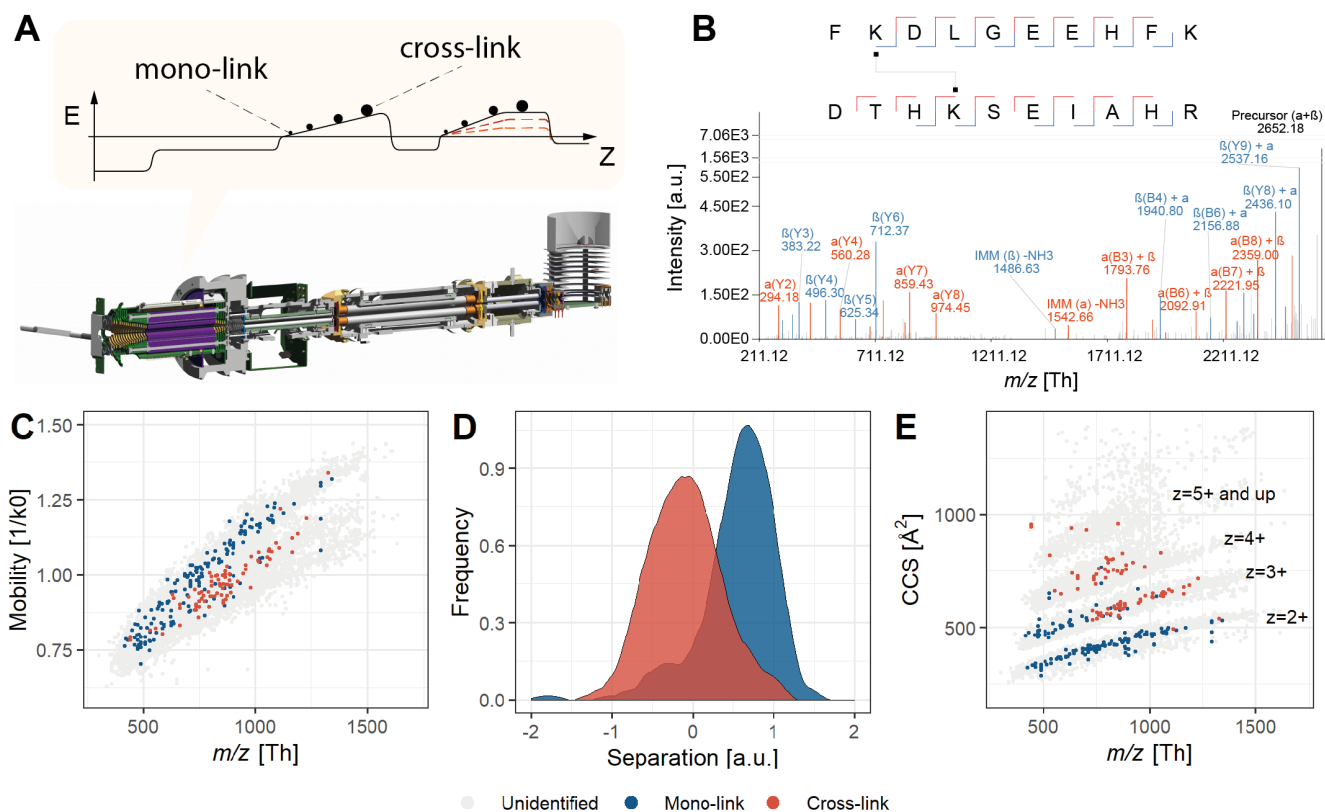 A
cross-link
mono-link
E
Z
B
F K D L G E E H F K
D T H K S E I A H R
Precursor (a+ß)
2652.18
7.06E3
1.56E3
5.50E2
4.50E2
3.00E2
1.50E2
0.00E0
Intensity [a.u.]
ß(Y9) + a
2537.16
ß(B4) + a
1940.80
ß(Y8) + a
2436.10
ß(B6) + a
2156.88
ß(Y6)
712.37
ß(Y3)
383.22
a(Y4)
560.28
a(B8) + ß
2359.00
IMM (ß) -NH3
1486.63
a(B3) + ß
1793.76
a(Y7)
859.43
a(B7) + ß
2221.95
a(Y2)
294.18
ß(Y4)
496.30
ß(Y5)
625.34
a(Y8)
974.45
IMM (a) -NH3
1542.66
a(B6) + ß
2092.91
211.12 711.12 1211.12 1711.12 2211.12
m/z [Th]
C
1.50
1.25
1.00
0.75
Mobility [1/k0]
500 1000 1500
m/z [Th]
D
0.9
0.6
0.3
0.0
Frequency
-2 -1 0 1 2
Separation [a.u.]
E
1000
500
CCS [Å²]
z=5+ and up
z=4+
z=3+
z=2+
500 1000 1500
m/z [Th]
Unidentified Mono-link Cross-link